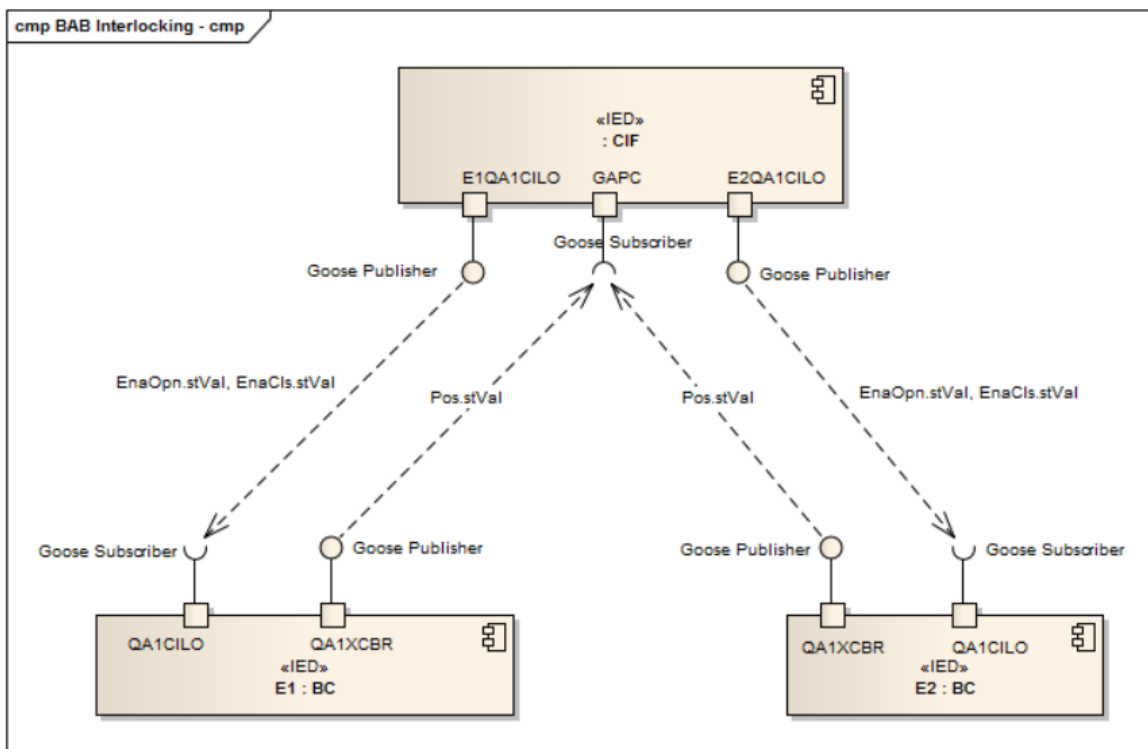 cmp BAB Interlocking - cmp
«IED»
: CIF
E1QA1CILO GAPC E2QA1CILO
Goose Subscriber
Goose Publisher Goose Publisher
EnaOpn.stVal, EnaCls.stVal Pos.stVal Pos.stVal EnaOpn.stVal, EnaCls.stVal
Goose Subscriber Goose Publisher Goose Publisher Goose Subscriber
QA1CILO QA1XCBR QA1XCBR QA1CILO
«IED» «IED»
E1 : BC E2 : BC